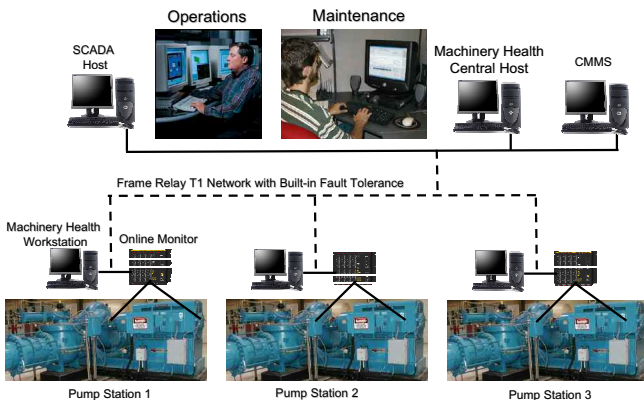 Operations
Maintenance
SCADA
Host
Machinery Health
Central Host
CMMS
Frame Relay T1 Network with Built-in Fault Tolerance
Machinery Health
Workstation
Online Monitor
Pump Station 1
Pump Station 2
Pump Station 3